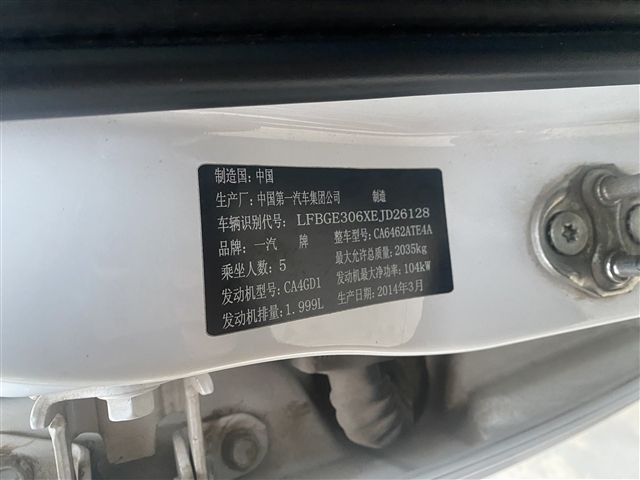 制造国：中国
生产厂：中国第一汽车集团公司 制造
车辆识别代号：LFBGE306XEJD26128
品牌：一汽 牌 整车型号：CA6462ATE4A
乘坐人数：5 最大允许总质量：2035kg
发动机型号：CA4GD1 发动机最大净功率：104kW
发动机排量：1.999L 生产日期：2014年3月